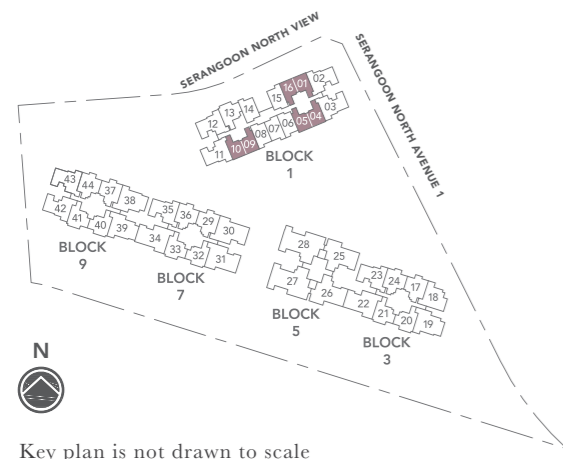 SERANGOON NORTH VIEW
SERANGOON NORTH AVENUE 1
16 01 02
15
14
13
12
03
05 04
06
07
08
10 09
11
BLOCK
1
43 44 37 38
42 41 40 39
BLOCK
9
35 36 29 30
34 33 32 31
BLOCK
7
28 25
27 26
BLOCK
5
23 24 17 18
22 21 20 19
BLOCK
3
N
Key plan is not drawn to scale